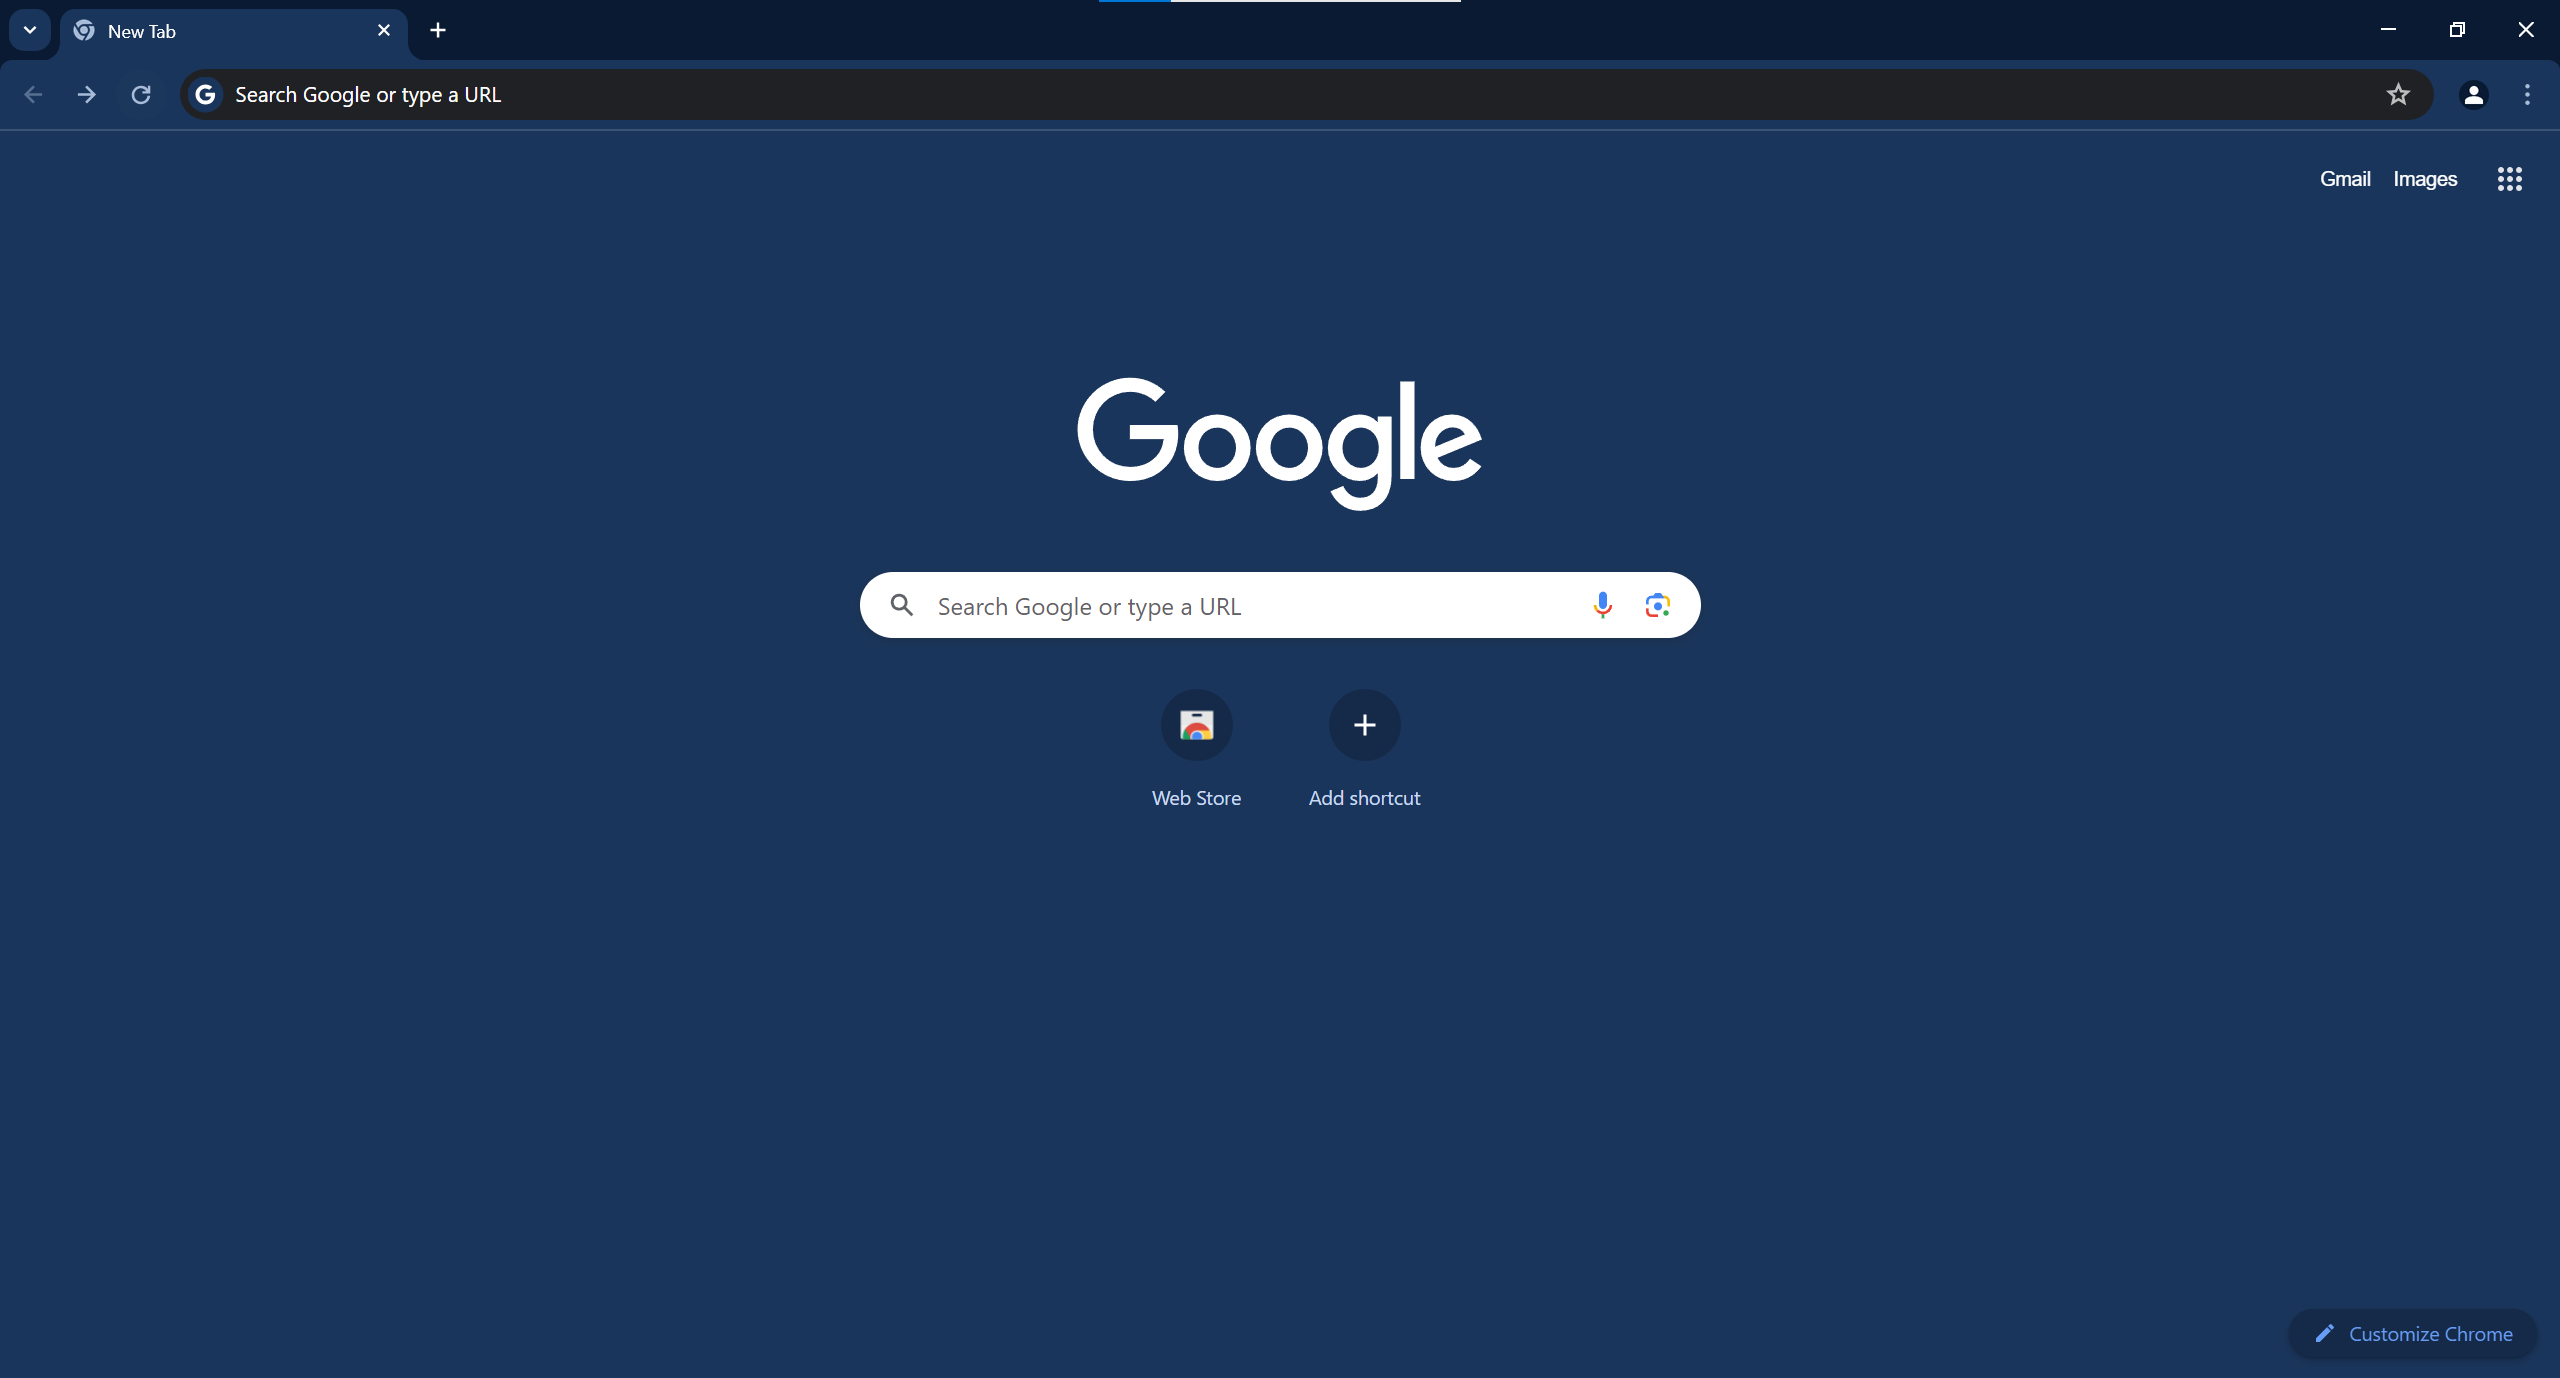 New Tab
Search Google or type a URL
Gmail Images
Google
Search Google or type a URL
Web Store Add shortcut
Customize Chrome